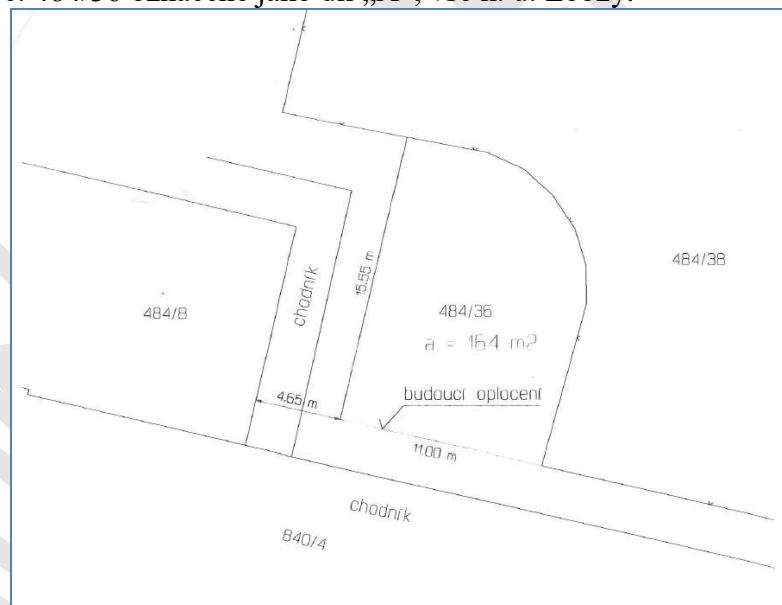 484/38
15.55 m
chodník
484/8
484/36
a = 164 m2
budoucí oplocení
4.65 m
11.00 m
chodník
840/4